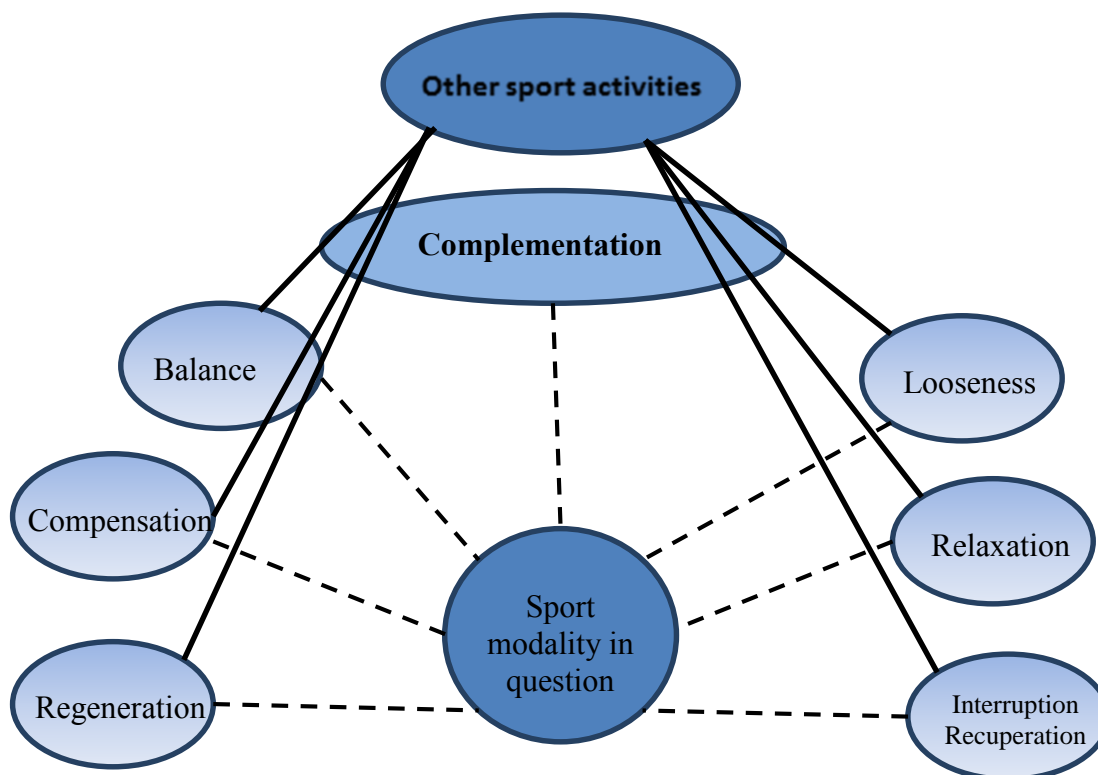 Other sport activities
Complementation
Balance
Looseness
Compensation
Relaxation
Sport
modality in
question
Regeneration
Interruption
Recuperation